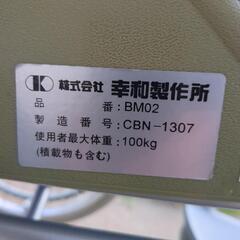 株式会社 幸和製作所
品番:BM02
製造番号:CBN-1307
使用者最大体重:100kg
(積載物も含む)